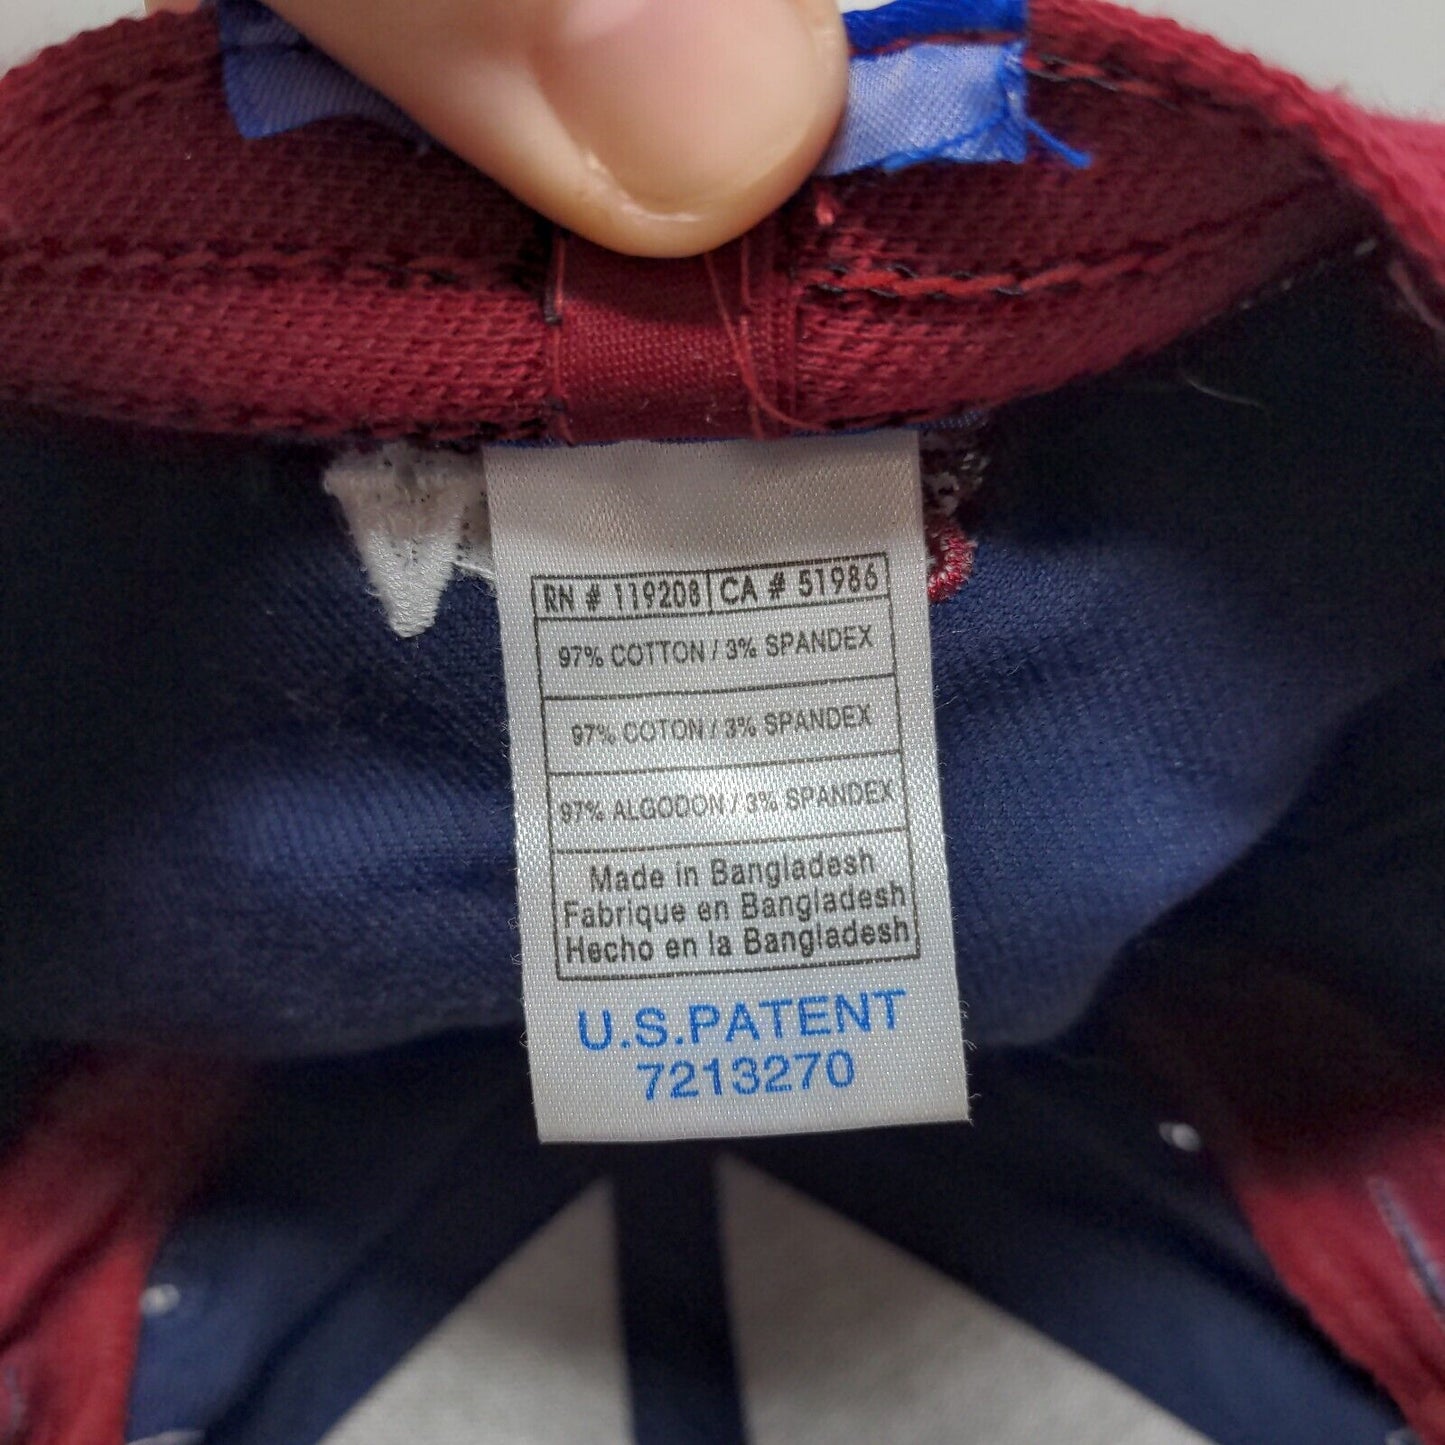 RN # 119208 CA # 51986
97% COTTON / 3% SPANDEX
97% COTON / 3% SPANDEX
97% ALGODON / 3% SPANDEX
Made in Bangladesh
Fabrique en Bangladesh
Hecho en la Bangladesh
U.S.PATENT
7213270